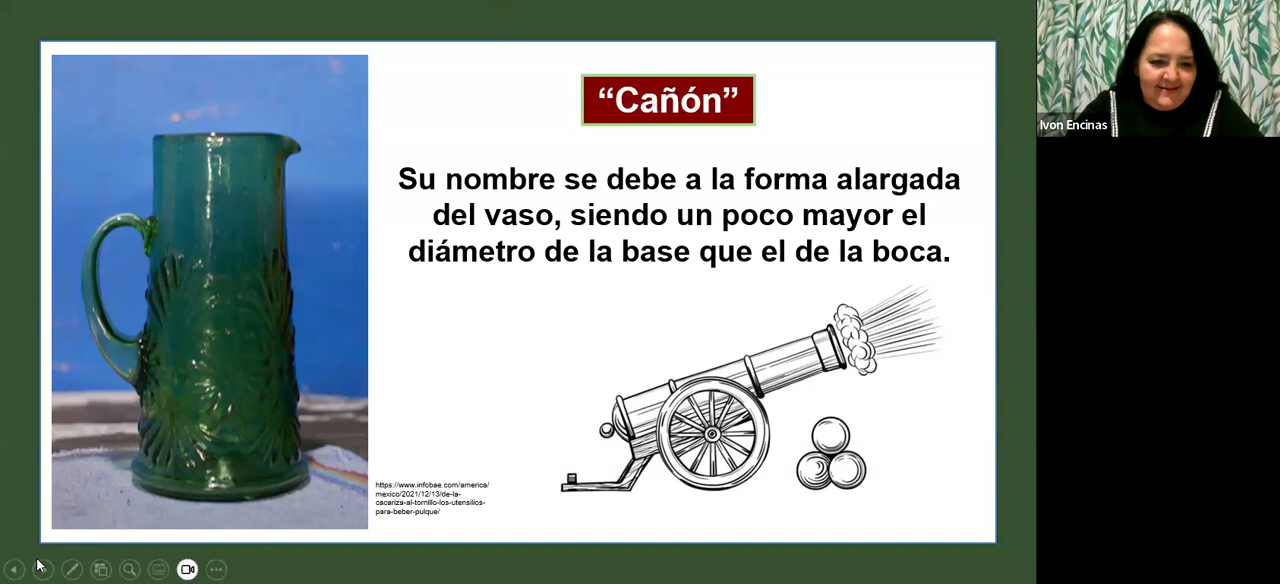 “Cañón”
Su nombre se debe a la forma alargada
del vaso, siendo un poco mayor el
diámetro de la base que el de la boca.
https://www.infobae.com/america/
mexico/2021/12/13/de-la-
cacariza-al-tornillo-los-utensilios-
para-beber-pulque/
Ivon Encinas